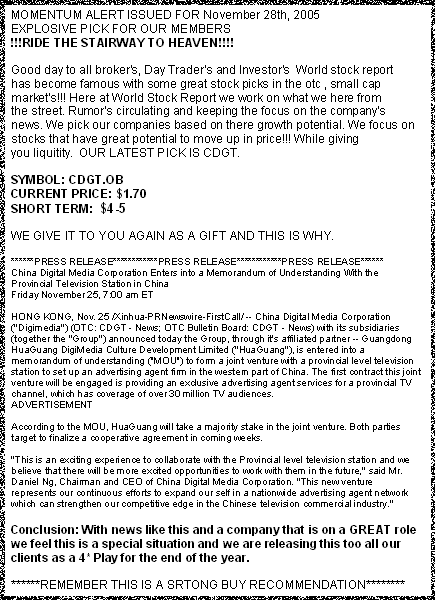 MOMENTUM ALERT ISSUED FOR November 28th, 2005
EXPLOSIVE PICK FOR OUR MEMBERS
!!!RIDE THE STAIRWAY TO HEAVEN!!!!
Good day to all broker's, Day Trader's and Investor's  World stock report
has become famous with some great stock picks in the otc , small cap
market's!!! Here at World Stock Report we work on what we here from
the street. Rumor's circulating and keeping the focus on the company's
news. We pick our companies based on there growth potential. We focus on
stocks that have great potential to move up in price!!! While giving
you liquitity.  OUR LATEST PICK IS CDGT.
SYMBOL: CDGT.OB
CURRENT PRICE: $1.70
SHORT TERM:  $4-5
WE GIVE IT TO YOU AGAIN AS A GIFT AND THIS IS WHY.
******PRESS RELEASE************PRESS RELEASE************PRESS RELEASE******
China Digital Media Corporation Enters into a Memorandum of Understanding With the
Provincial Television Station in China
Friday November 25, 7:00 am ET
HONG KONG, Nov. 25 /Xinhua-PRNewswire-FirstCall/ -- China Digital Media Corporation
("Digimedia") (OTC: CDGT - News; OTC Bulletin Board: CDGT - News) with its subsidiaries
(together the "Group") announced today the Group, through it's affiliated partner -- Guangdong
HuaGuang DigiMedia Culture Development Limited ("HuaGuang"), is entered into a
memorandum of understanding ("MOU") to form a joint venture with a provincial level television
station to set up an advertising agent firm in the western part of China. The first contract this joint
venture will be engaged is providing an exclusive advertising agent services for a provincial TV
channel, which has coverage of over 30 million TV audiences.
ADVERTISEMENT
According to the MOU, HuaGuang will take a majority stake in the joint venture. Both parties
target to finalize a cooperative agreement in coming weeks.
"This is an exciting experience to collaborate with the Provincial level television station and we
believe that there will be more excited opportunities to work with them in the future," said Mr.
Daniel Ng, Chairman and CEO of China Digital Media Corporation. "This new venture
represents our continuous efforts to expand our self in a nationwide advertising agent network
which can strengthen our competitive edge in the Chinese television commercial industry."
Conclusion: With news like this and a company that is on a GREAT role
we feel this is a special situation and we are releasing this too all our
clients as a 4* Play for the end of the year.
******REMEMBER THIS IS A SRTONG BUY RECOMMENDATION********